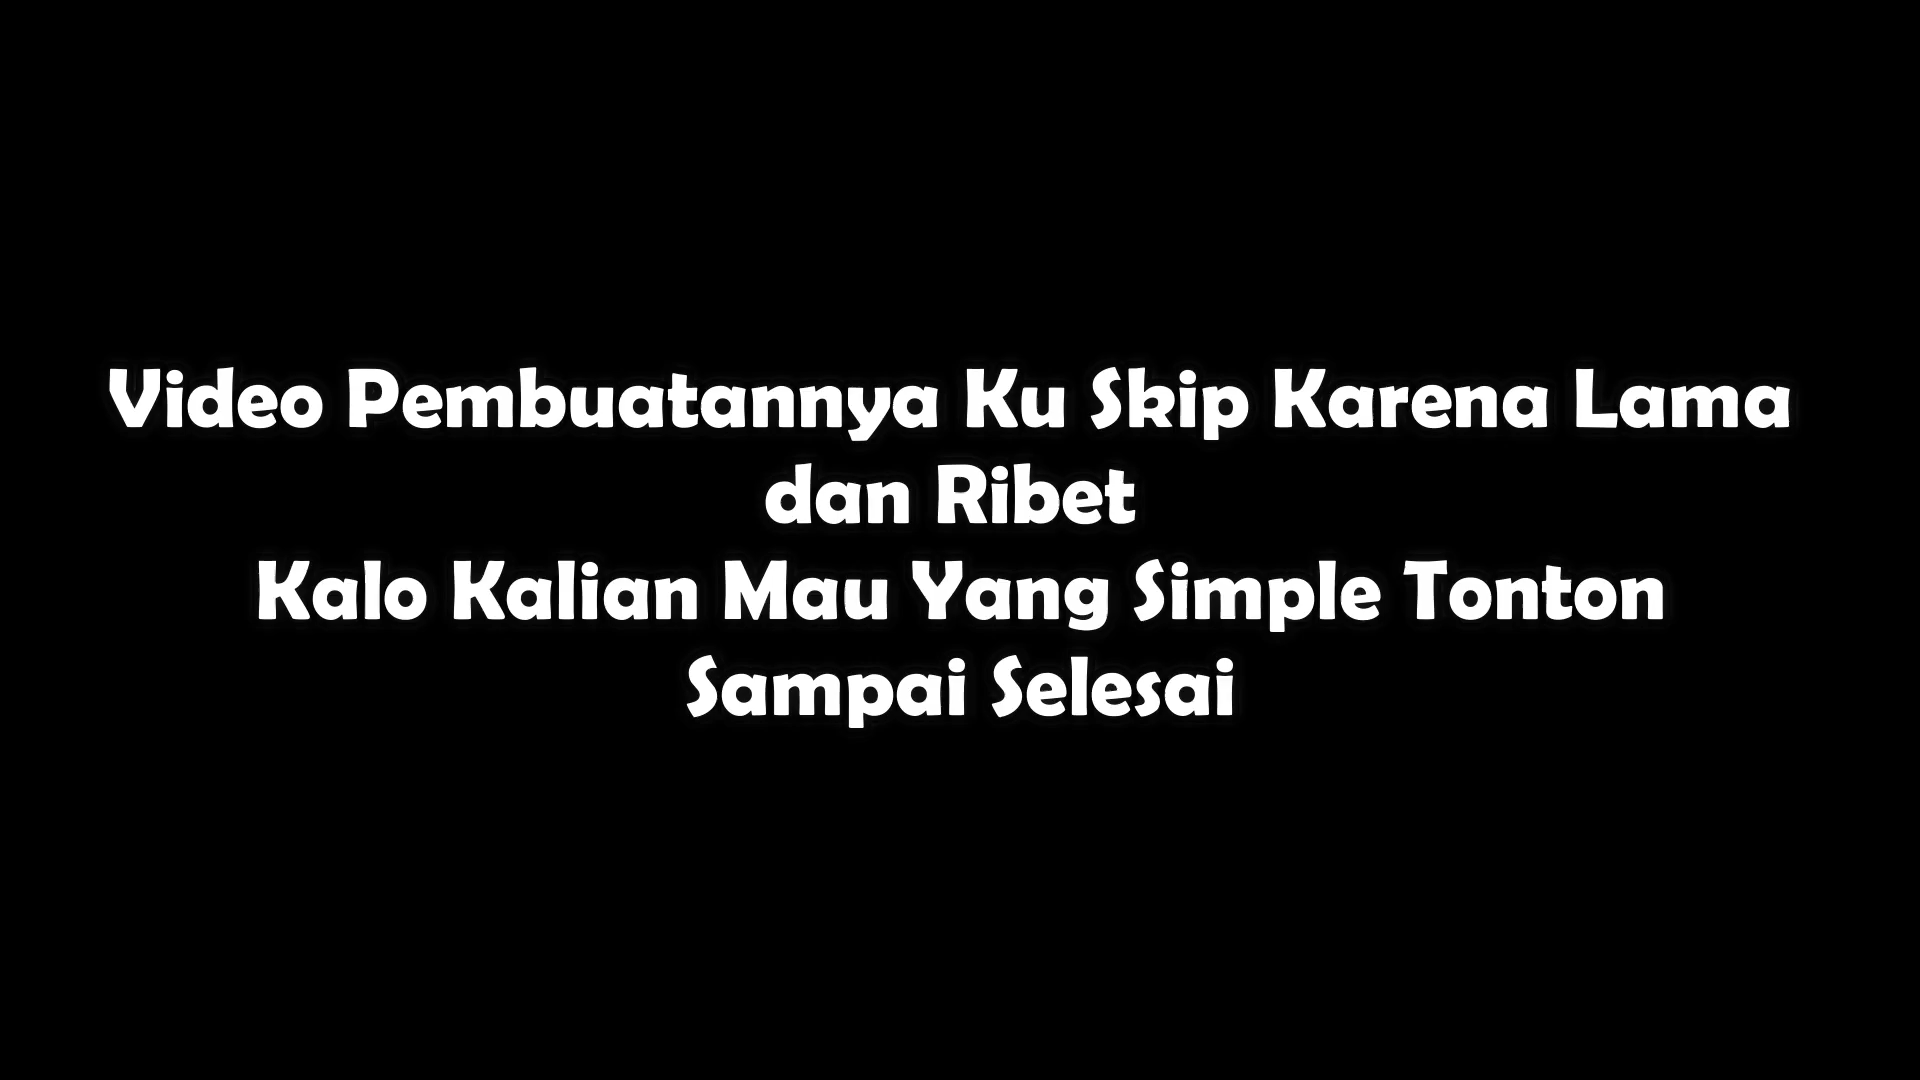 Video Pembuatannya Ku Skip Karena Lama
dan Ribet
Kalo Kalian Mau Yang Simple Tonton
Sampai Selesai